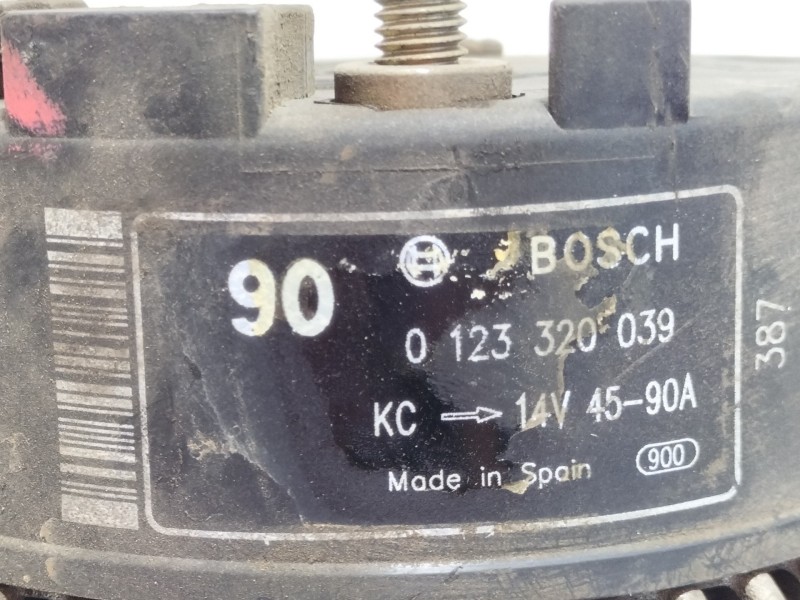 90
BOSCH
0 123 320 039
KC → 14V 45-90A
Made in Spain 900
387